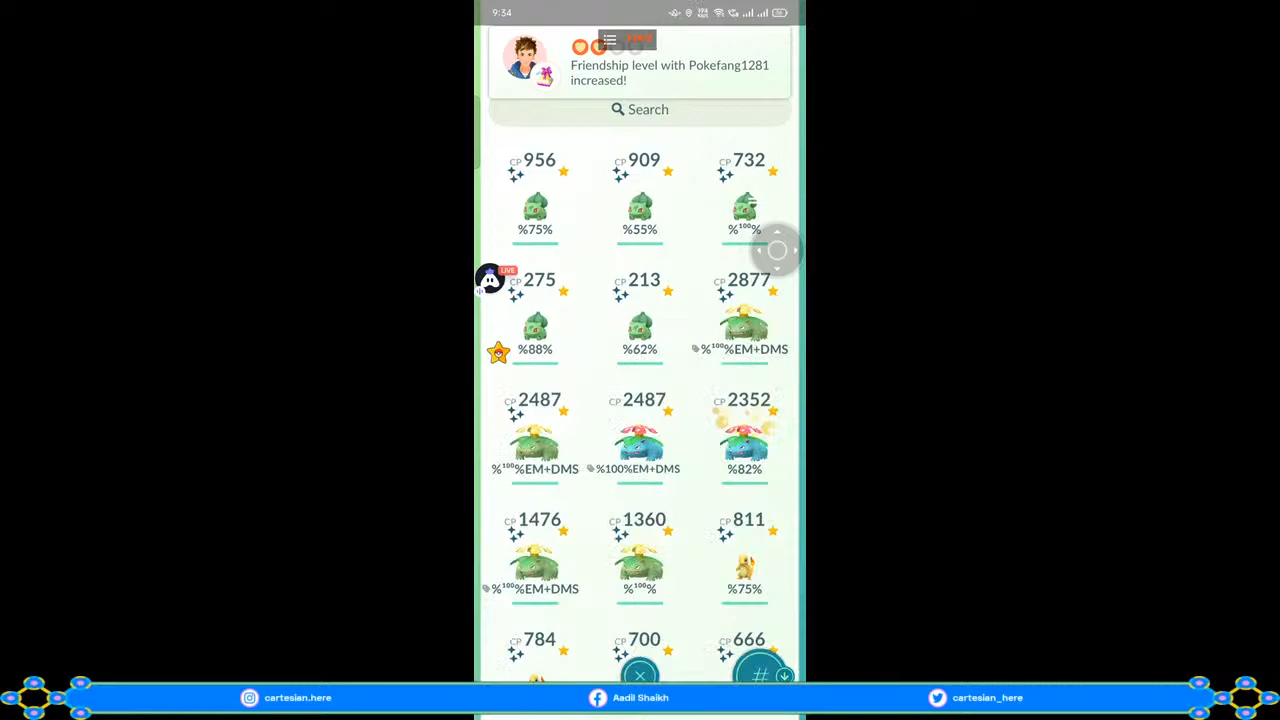 9:34
Friendship level with Pokefang1281
increased!
Search
CP 956 CP 909 CP 732
%75% %55% %¹⁰⁰%
LIVE
CP 275 CP 213 CP 2877
%88% %62% %¹⁰⁰%EM+DMS
CP 2487 CP 2487 CP 2352
%¹⁰⁰%EM+DMS %100%EM+DMS %82%
CP 1476 CP 1360 CP 811
%¹⁰⁰%EM+DMS %¹⁰⁰% %75%
CP 784 CP 700 CP 666
#
cartesian.here Aadil Shaikh cartesian_here